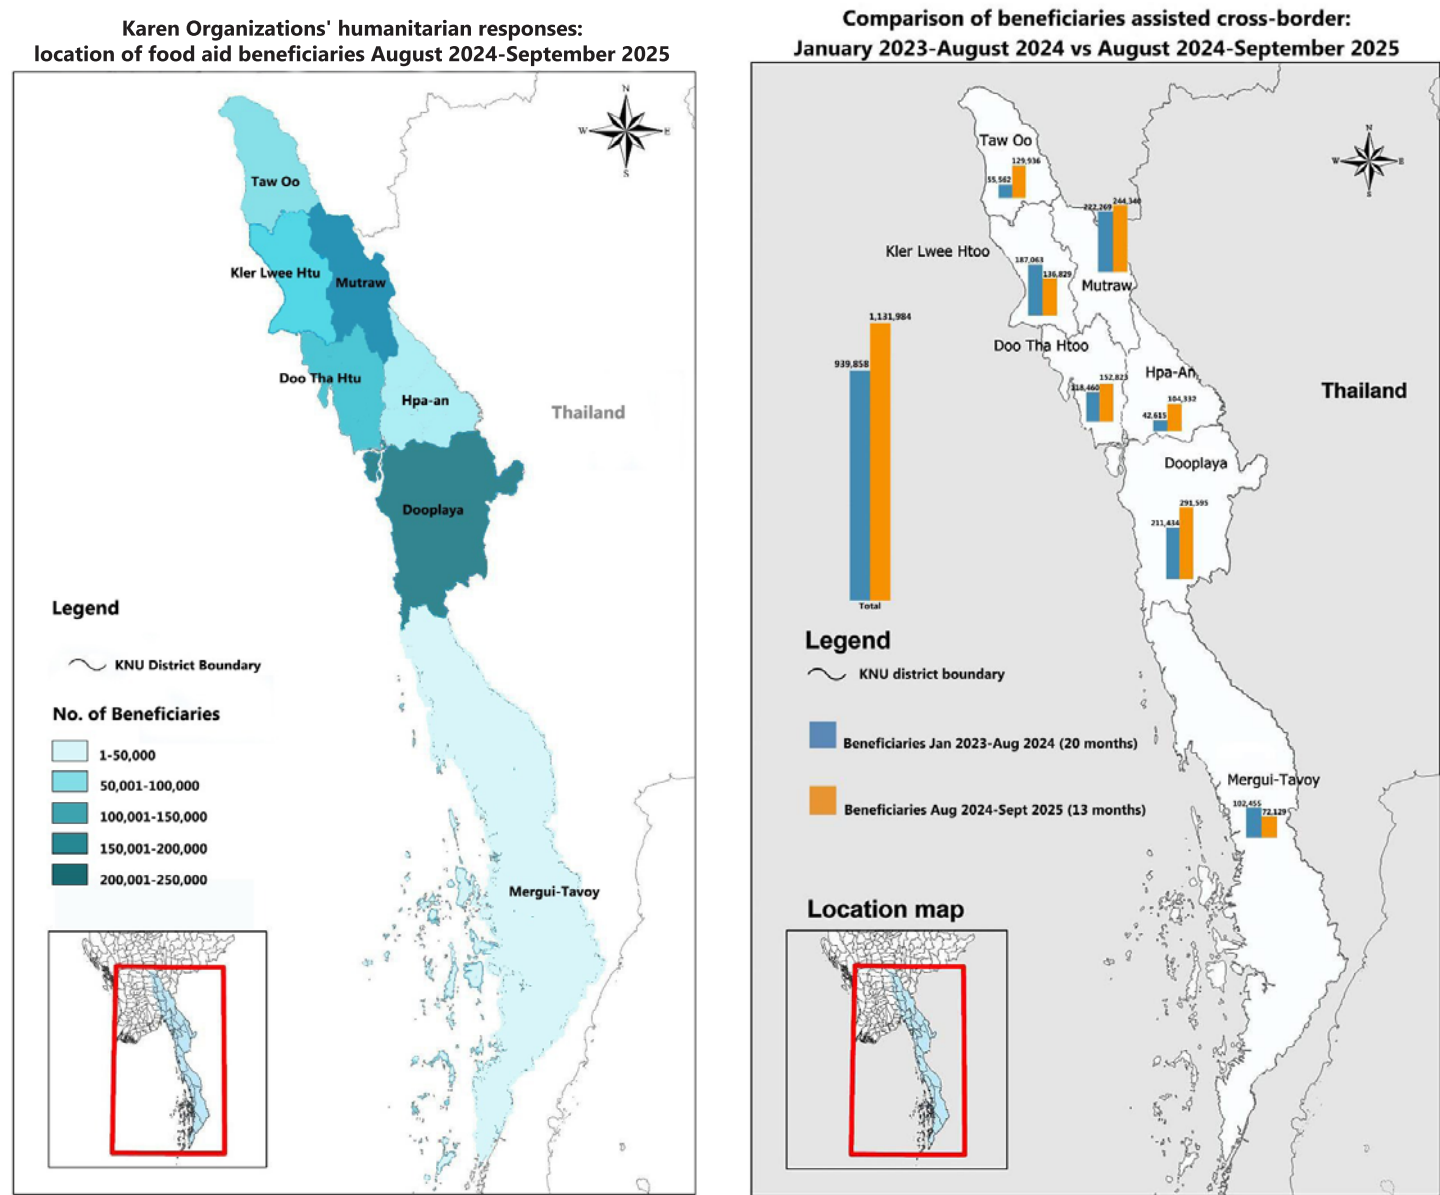 Karen Organizations' humanitarian responses:
location of food aid beneficiaries August 2024-September 2025
N
W
E
S
Taw Oo
Kler Lwee Htu
Mutraw
Doo Tha Htu
Hpa-an
Thailand
Dooplaya
Mergui-Tavoy
Legend
KNU District Boundary
No. of Beneficiaries
1-50,000
50,001-100,000
100,001-150,000
150,001-200,000
200,001-250,000
Comparison of beneficiaries assisted cross-border:
January 2023-August 2024 vs August 2024-September 2025
N
W
E
S
Taw Oo
129,936
55,562
222,269
244,340
Kler Lwee Htoo
187,063
136,829
Mutraw
1,131,984
939,858
Total
Doo Tha Htoo
118,460
152,823
Hpa-An
104,332
42,615
Thailand
Dooplaya
291,595
211,434
Mergui-Tavoy
102,455
72,129
Legend
KNU district boundary
Beneficiaries Jan 2023-Aug 2024 (20 months)
Beneficiaries Aug 2024-Sept 2025 (13 months)
Location map